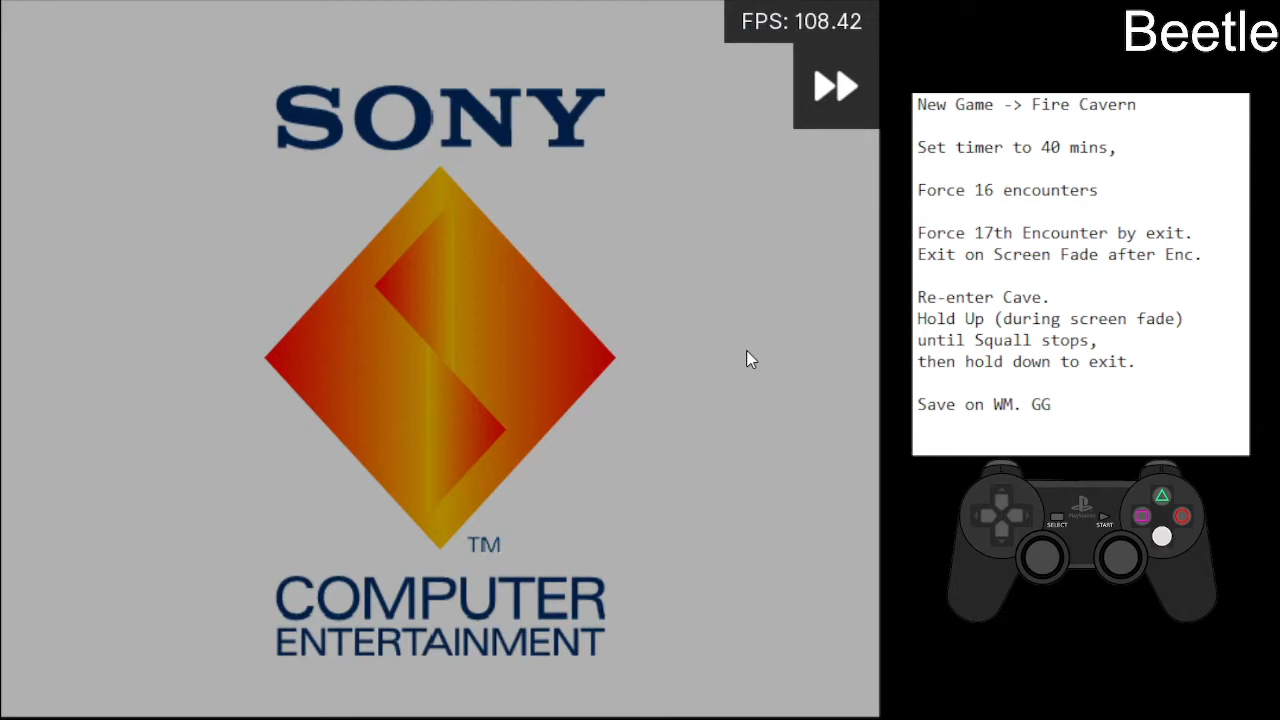 FPS: 108.42
SONY
TM
COMPUTER
ENTERTAINMENT
Beetle
New Game -> Fire Cavern
Set timer to 40 mins,
Force 16 encounters
Force 17th Encounter by exit.
Exit on Screen Fade after Enc.
Re-enter Cave.
Hold Up (during screen fade)
until Squall stops,
then hold down to exit.
Save on WM. GG
PlayStation
SELECT
START